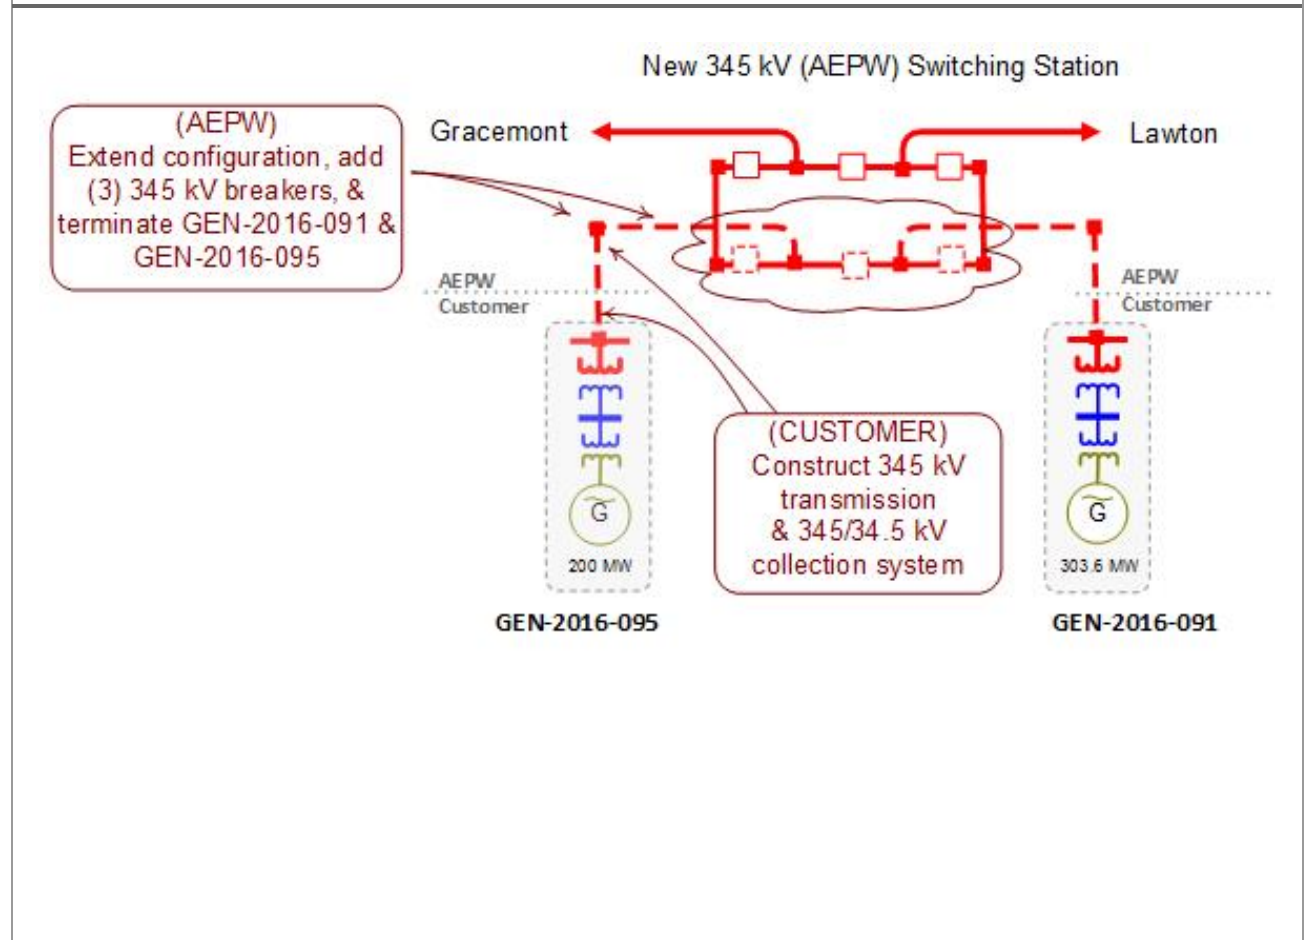 New 345 kV (AEPW) Switching Station
(AEPW)
Extend configuration, add
(3) 345 kV breakers, &
terminate GEN-2016-091 &
GEN-2016-095
Gracemont
Lawton
AEPW
Customer
AEPW
Customer
(CUSTOMER)
Construct 345 kV
transmission
& 345/34.5 kV
collection system
G
200 MW
G
303.6 MW
GEN-2016-095
GEN-2016-091